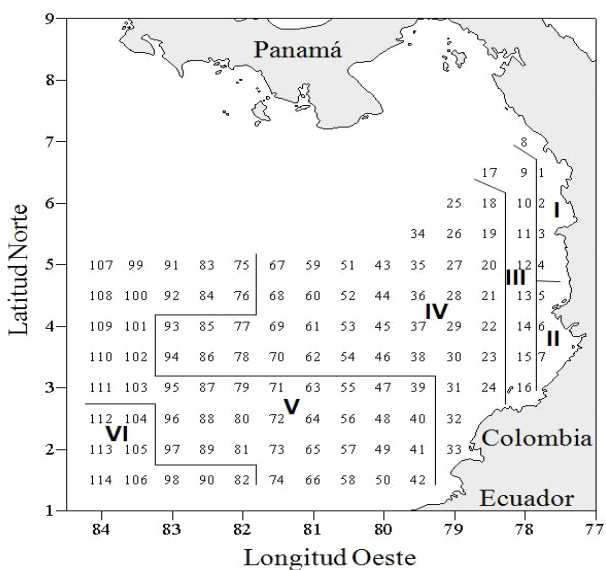 9
Panamá
8
7
8
17 9 1
6
25 18 10 2
I
34 26 19 11 3
5
107 99 91 83 75 67 59 51 43 35 27 20 12 4
III
108 100 92 84 76 68 60 52 44 36 28 21 13 5
IV
4
109 101 93 85 77 69 61 53 45 37 29 22 14 6
II
110 102 94 86 78 70 62 54 46 38 30 23 15 7
3
111 103 95 87 79 71 63 55 47 39 31 24 16
V
112 104 96 88 80 72 64 56 48 40 32
VI
Colombia
2
113 105 97 89 81 73 65 57 49 41 33
114 106 98 90 82 74 66 58 50 42
Ecuador
1
84 83 82 81 80 79 78 77
Longitud Oeste
Latitud Norte